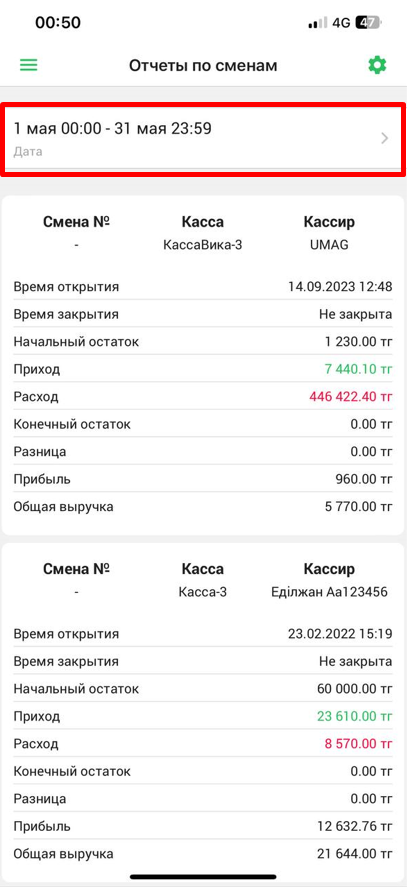 00:50 4G 47
Отчеты по сменам
1 мая 00:00 - 31 мая 23:59
Дата
Смена № Касса Кассир
- КассаВика-3 UMAG
Время открытия 14.09.2023 12:48
Время закрытия Не закрыта
Начальный остаток 1 230.00 тг
Приход 7 440.10 тг
Расход 446 422.40 тг
Конечный остаток 0.00 тг
Разница 0.00 тг
Прибыль 960.00 тг
Общая выручка 5 770.00 тг
Смена № Касса Кассир
- Касса-3 Еділжан Aa123456
Время открытия 23.02.2022 15:19
Время закрытия Не закрыта
Начальный остаток 60 000.00 тг
Приход 23 610.00 тг
Расход 8 570.00 тг
Конечный остаток 0.00 тг
Разница 0.00 тг
Прибыль 12 632.76 тг
Общая выручка 21 644.00 тг